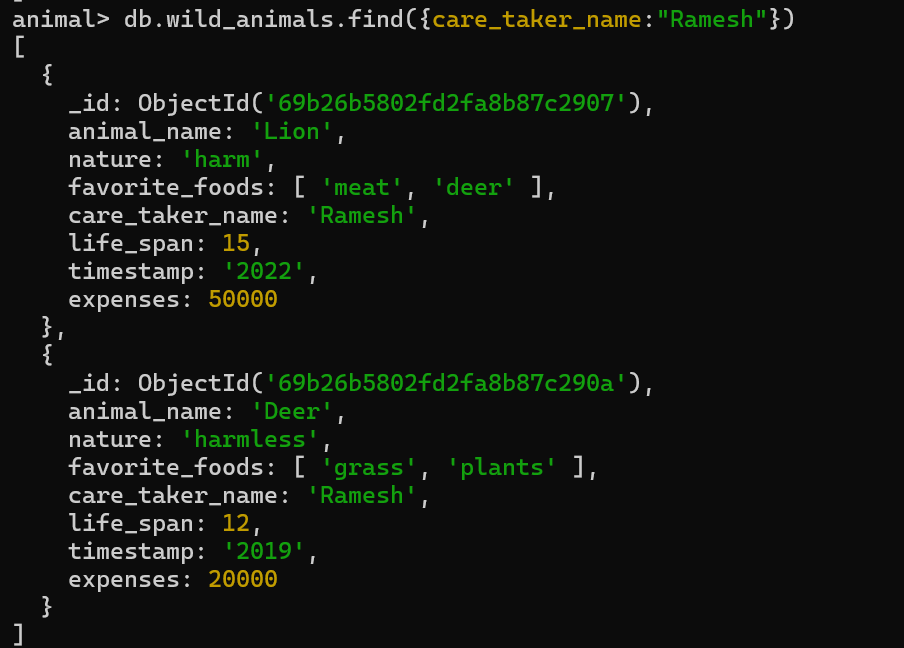 animal> db.wild_animals.find({care_taker_name:"Ramesh"})
[
  {
    _id: ObjectId('69b26b5802fd2fa8b87c2907'),
    animal_name: 'Lion',
    nature: 'harm',
    favorite_foods: [ 'meat', 'deer' ],
    care_taker_name: 'Ramesh',
    life_span: 15,
    timestamp: '2022',
    expenses: 50000
  },
  {
    _id: ObjectId('69b26b5802fd2fa8b87c290a'),
    animal_name: 'Deer',
    nature: 'harmless',
    favorite_foods: [ 'grass', 'plants' ],
    care_taker_name: 'Ramesh',
    life_span: 12,
    timestamp: '2019',
    expenses: 20000
  }
]